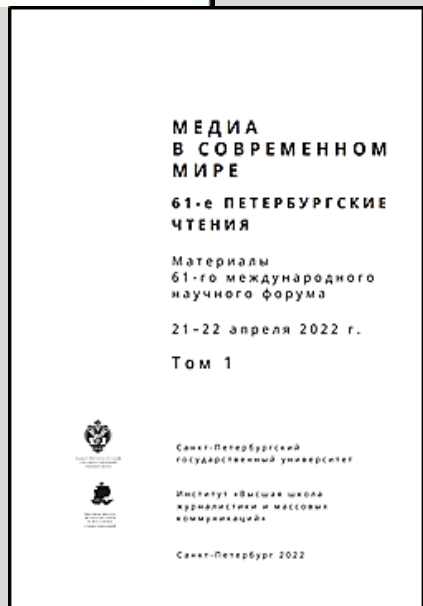 МЕДИА
В СОВРЕМЕННОМ
МИРЕ
61-е ПЕТЕРБУРГСКИЕ
ЧТЕНИЯ
Материалы
61-го международного
научного форума
21–22 апреля 2022 г.
Том 1
Санкт-Петербургский
государственный университет
Институт «Высшая школа
журналистики и массовых
коммуникаций»
Санкт-Петербург 2022